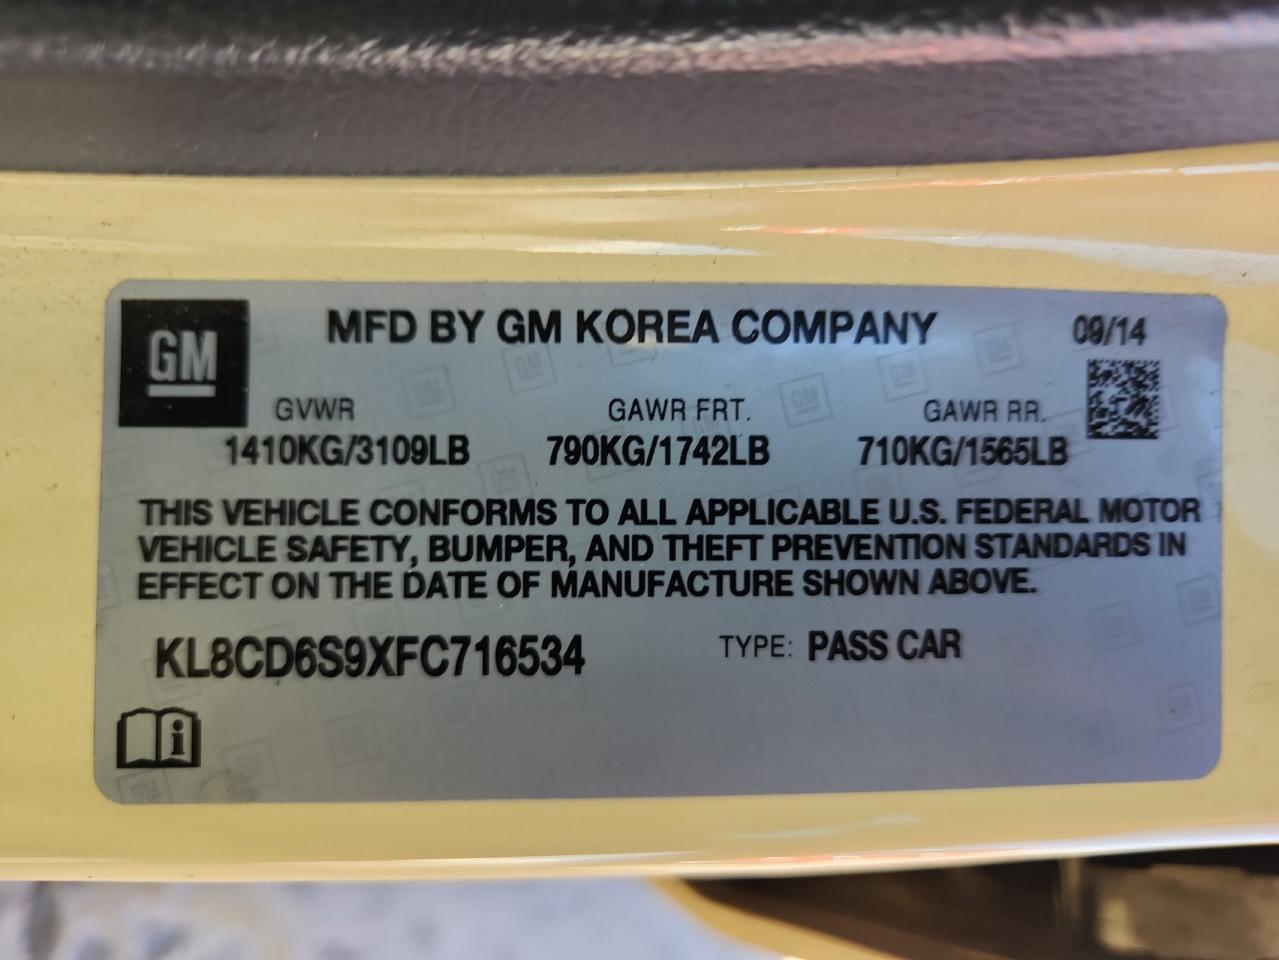 GM
MFD BY GM KOREA COMPANY 09/14
GVWR GAWR FRT. GAWR RR.
1410KG/3109LB 790KG/1742LB 710KG/1565LB
THIS VEHICLE CONFORMS TO ALL APPLICABLE U.S. FEDERAL MOTOR
VEHICLE SAFETY, BUMPER, AND THEFT PREVENTION STANDARDS IN
EFFECT ON THE DATE OF MANUFACTURE SHOWN ABOVE.
KL8CD6S9XFC716534 TYPE: PASS CAR